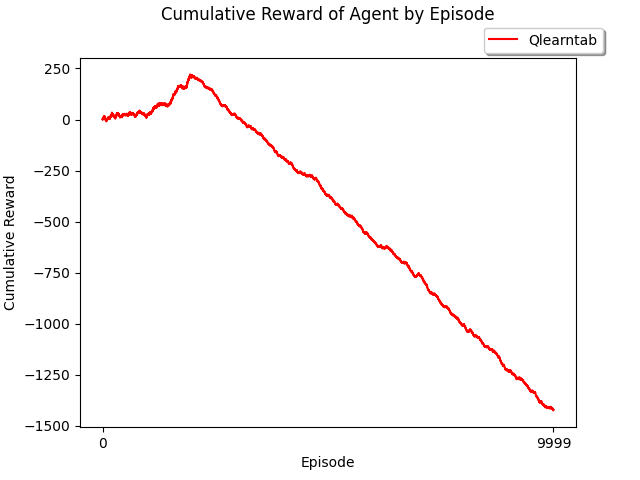 Cumulative Reward of Agent by Episode
Qlearntab
250
0
−250
−500
−750
−1000
−1250
−1500
Cumulative Reward
0 9999
Episode